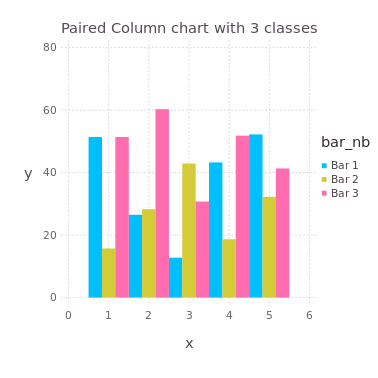 Paired Column chart with 3 classes
80
60
40
20
0
y
0 1 2 3 4 5 6
x
bar_nb
Bar 1
Bar 2
Bar 3